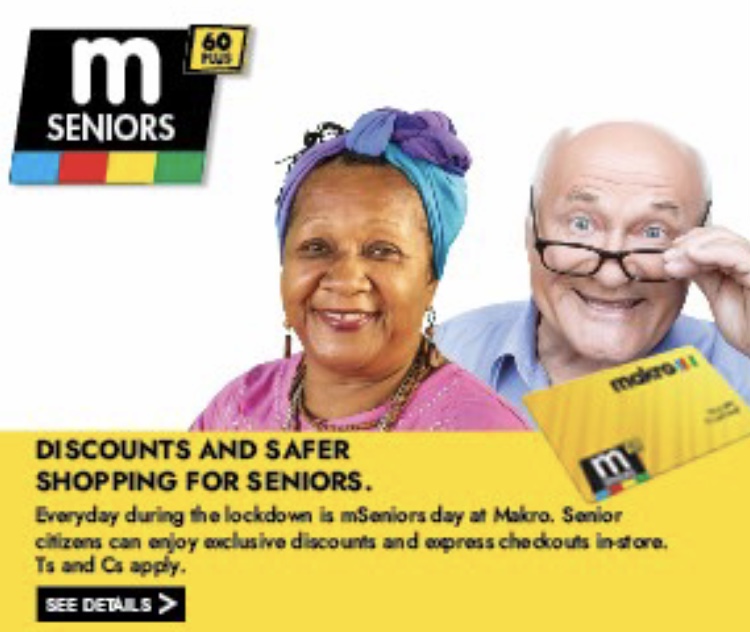 m
60
PLUS
SENIORS
makro
m
DISCOUNTS AND SAFER
SHOPPING FOR SENIORS.
Everyday during the lockdown is mSeniors day at Makro. Senior
citizens can enjoy exclusive discounts and express checkouts in-store.
Ts and Cs apply.
SEE DETAILS >